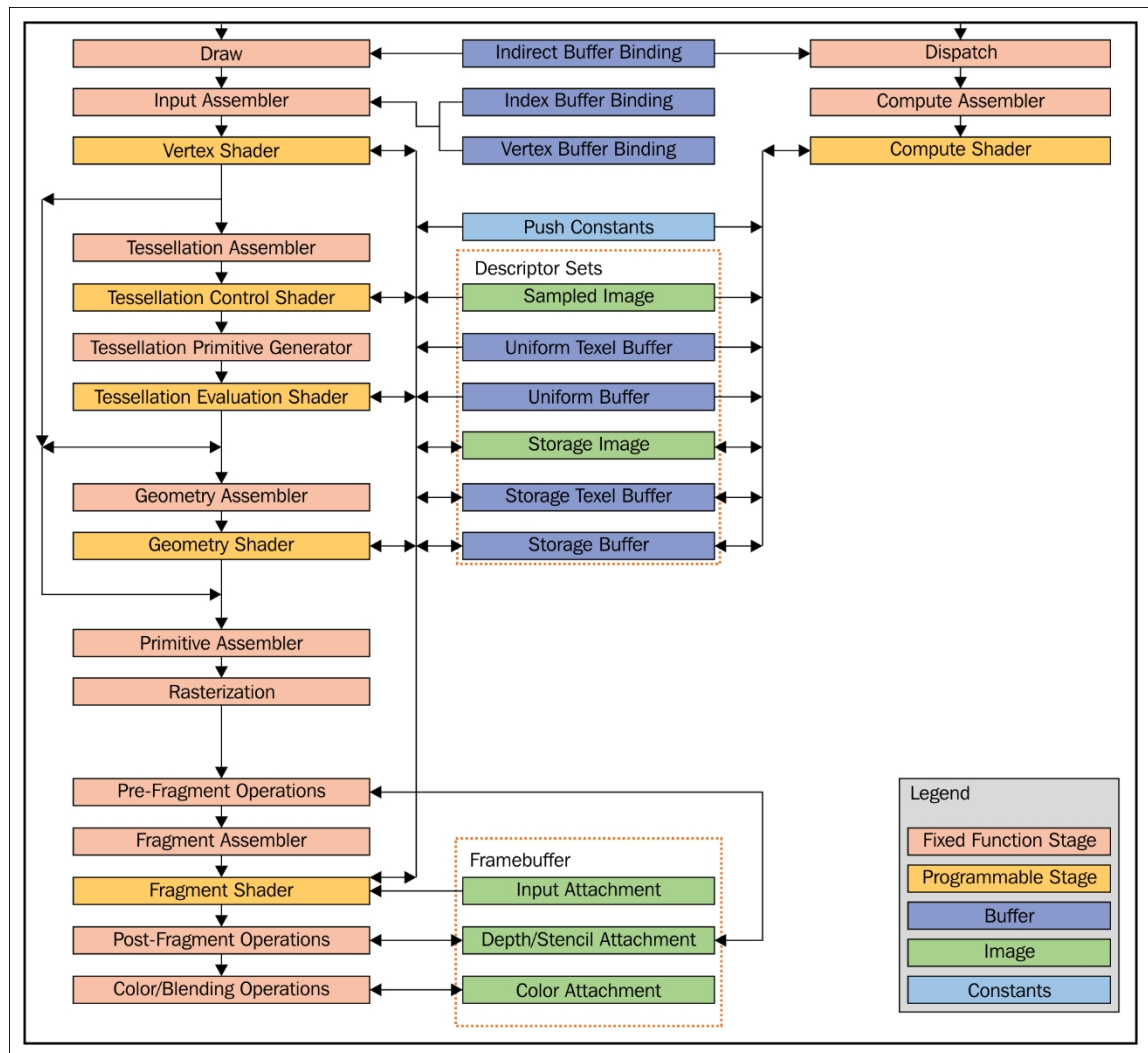 Draw
Indirect Buffer Binding
Dispatch
Input Assembler
Index Buffer Binding
Compute Assembler
Vertex Shader
Vertex Buffer Binding
Compute Shader
Push Constants
Tessellation Assembler
Descriptor Sets
Tessellation Control Shader
Sampled Image
Tessellation Primitive Generator
Uniform Texel Buffer
Tessellation Evaluation Shader
Uniform Buffer
Storage Image
Geometry Assembler
Storage Texel Buffer
Geometry Shader
Storage Buffer
Primitive Assembler
Rasterization
Pre-Fragment Operations
Fragment Assembler
Framebuffer
Fragment Shader
Input Attachment
Post-Fragment Operations
Depth/Stencil Attachment
Color/Blending Operations
Color Attachment
Legend
Fixed Function Stage
Programmable Stage
Buffer
Image
Constants